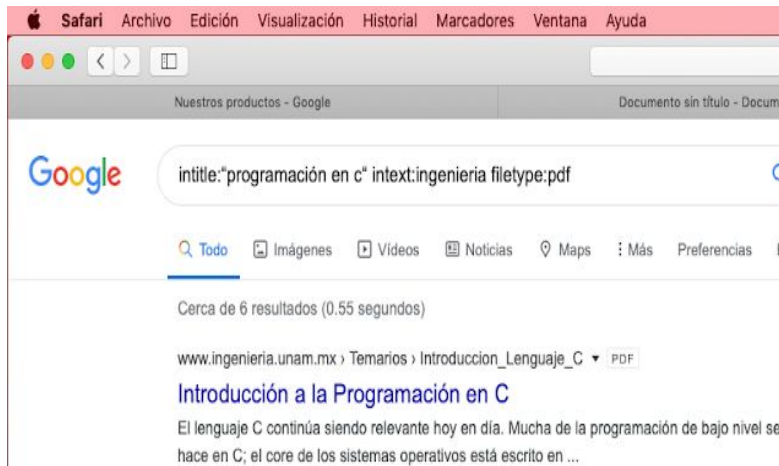 Safari Archivo Edición Visualización Historial Marcadores Ventana Ayuda
Nuestros productos - Google Documento sin título - Docum
Google
intitle:“programación en c“ intext:ingenieria filetype:pdf
Todo Imágenes Vídeos Noticias Maps Más Preferencias
Cerca de 6 resultados (0.55 segundos)
www.ingenieria.unam.mx › Temarios › Introduccion_Lenguaje_C ▾ PDF
Introducción a la Programación en C
El lenguaje C continúa siendo relevante hoy en día. Mucha de la programación de bajo nivel se
hace en C; el core de los sistemas operativos está escrito en ...